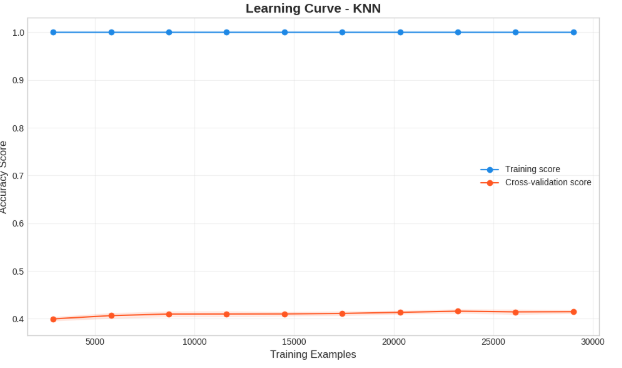 Learning Curve - KNN
1.0
0.9
0.8
0.7
0.6
0.5
0.4
Accuracy Score
Training score
Cross-validation score
5000 10000 15000 20000 25000 30000
Training Examples